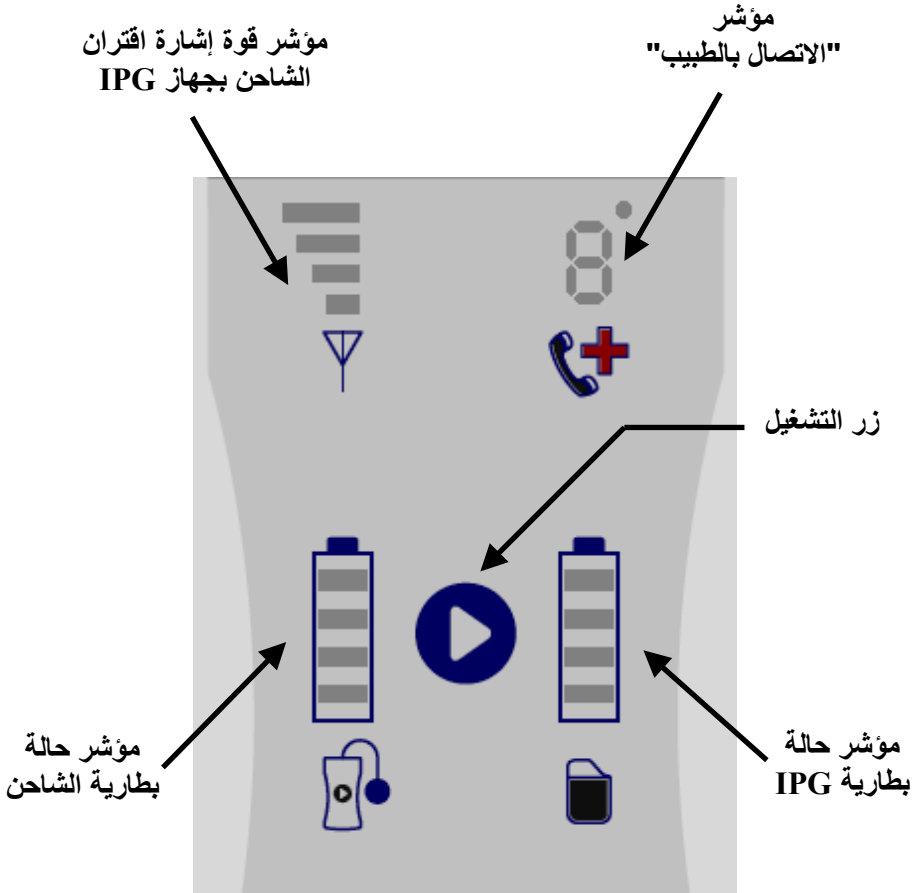 مؤشر
"الاتصال بالطبيب"
مؤشر قوة إشارة اقتران
الشاحن بجهاز IPG
زر التشغيل
مؤشر حالة
بطارية IPG
مؤشر حالة
بطارية الشاحن